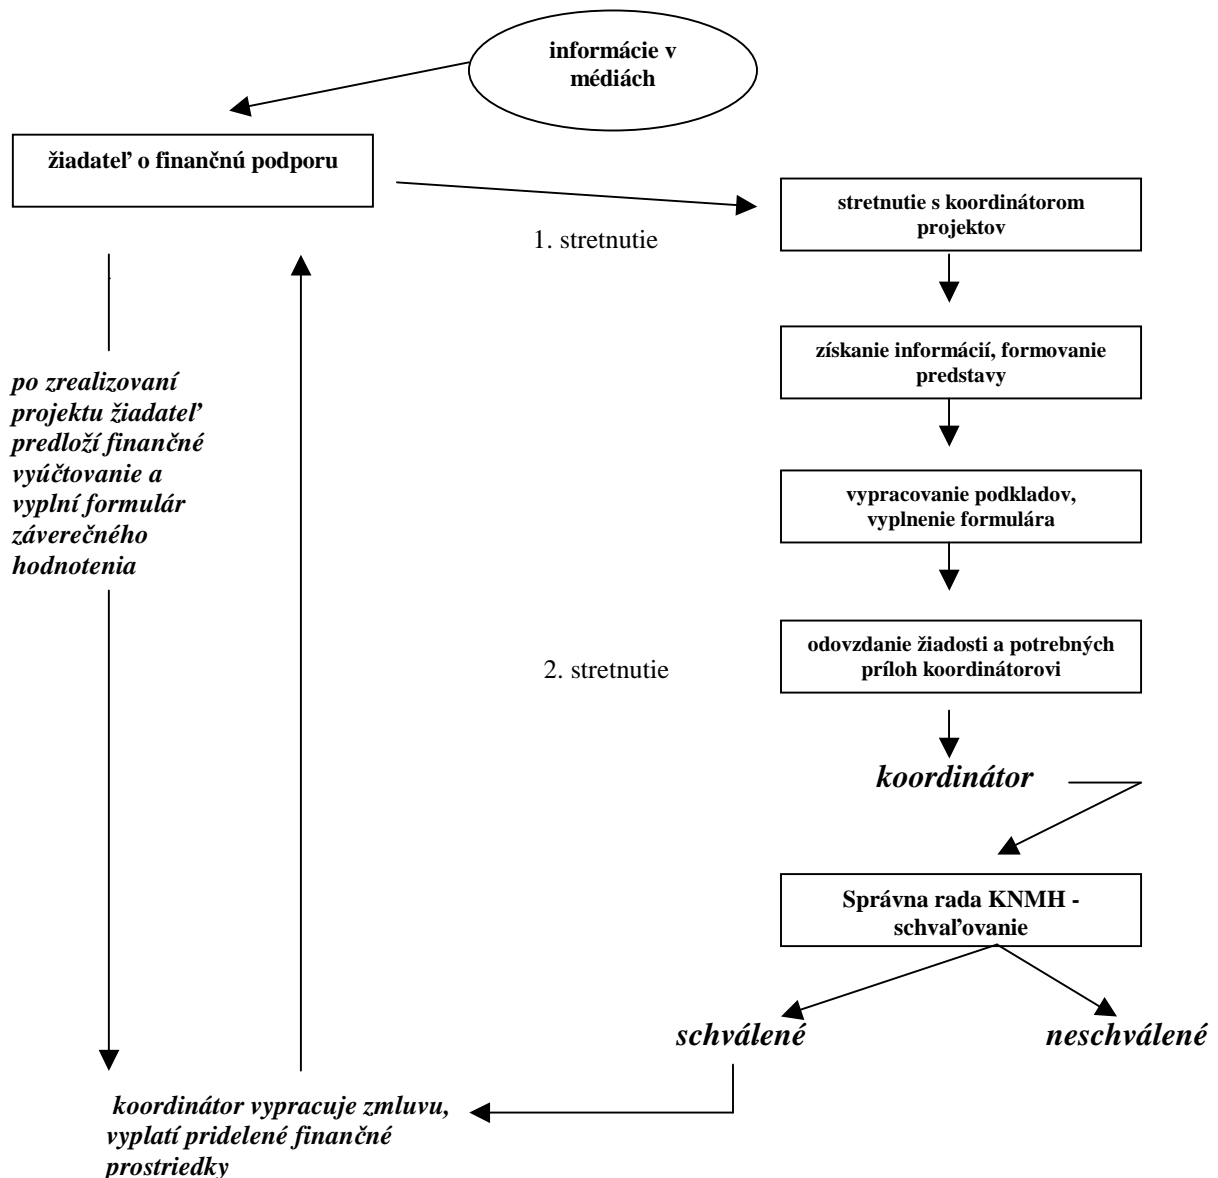 informácie v
médiách
žiadateľ o finančnú podporu
stretnutie s koordinátorom
projektov
1. stretnutie
získanie informácií, formovanie
predstavy
po zrealizovaní
projektu žiadateľ
predloží finančné
vyúčtovanie a
vyplní formulár
záverečného
hodnotenia
vypracovanie podkladov,
vyplnenie formulára
odovzdanie žiadosti a potrebných
príloh koordinátorovi
2. stretnutie
koordinátor
Správna rada KNMH -
schvaľovanie
schválené
neschválené
koordinátor vypracuje zmluvu,
vyplatí pridelené finančné
prostriedky